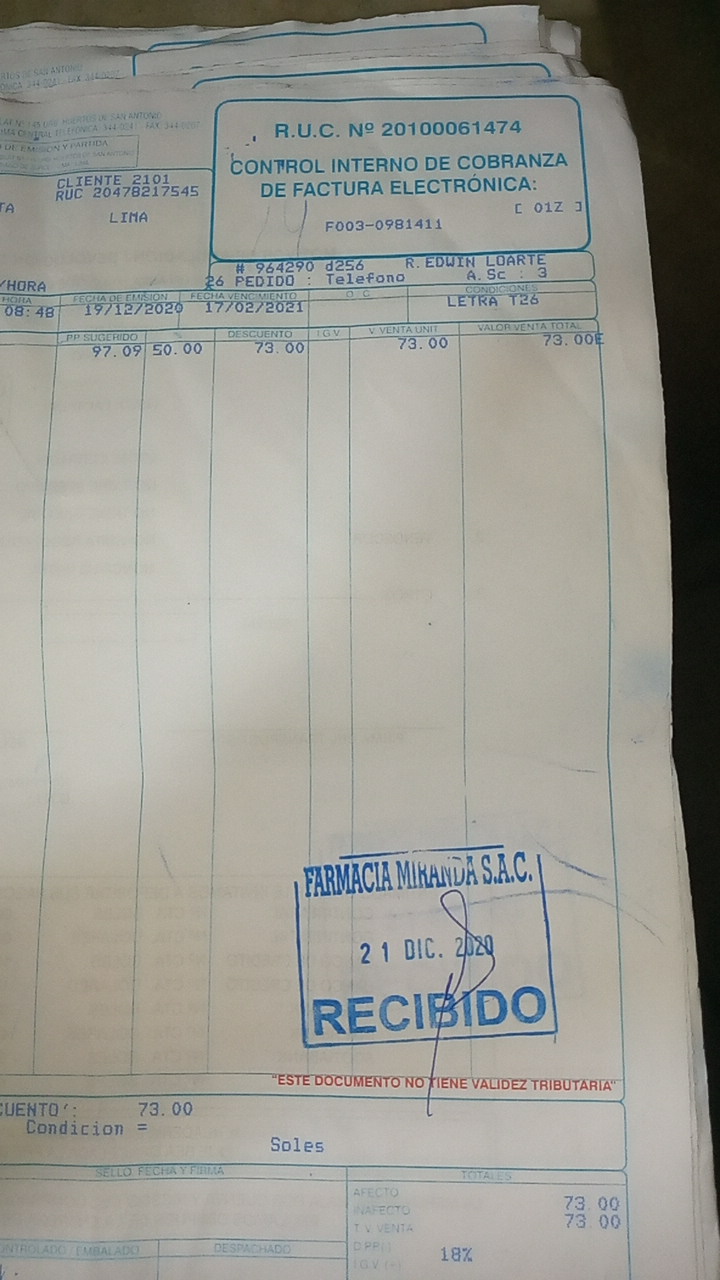 R.U.C. Nº 20100061474
CONTROL INTERNO DE COBRANZA
DE FACTURA ELECTRÓNICA:
[ 01Z ]
F003-0981411
CLIENTE 2101
RUC 20478217545
LIMA
# 964290 d256 R.EDWIN LOARTE
26 PEDIDO : Telefono A.Sc : 3
/HORA
HORA FECHA DE EMISIÓN FECHA VENCIMIENTO O/C CONDICIONES
08:48 19/12/2020 17/02/2021 LETRA T26
PP SUGERIDO % DESCUENTO I.G.V. V. VENTA UNIT VALOR VENTA TOTAL
97.09 50.00 73.00 73.00 73.00E
FARMACIA MIRANDA S.A.C.
21 DIC. 2020
RECIBIDO
"ESTE DOCUMENTO NO TIENE VALIDEZ TRIBUTARIA"
CUENTO': 73.00
Condicion =
Soles
SELLO, FECHA Y FIRMA TOTALES
AFECTO 73.00
INAFECTO 73.00
T. V. VENTA
18%
I.G.V. (+)
CONTROLADO / EMBALADO DESPACHADO